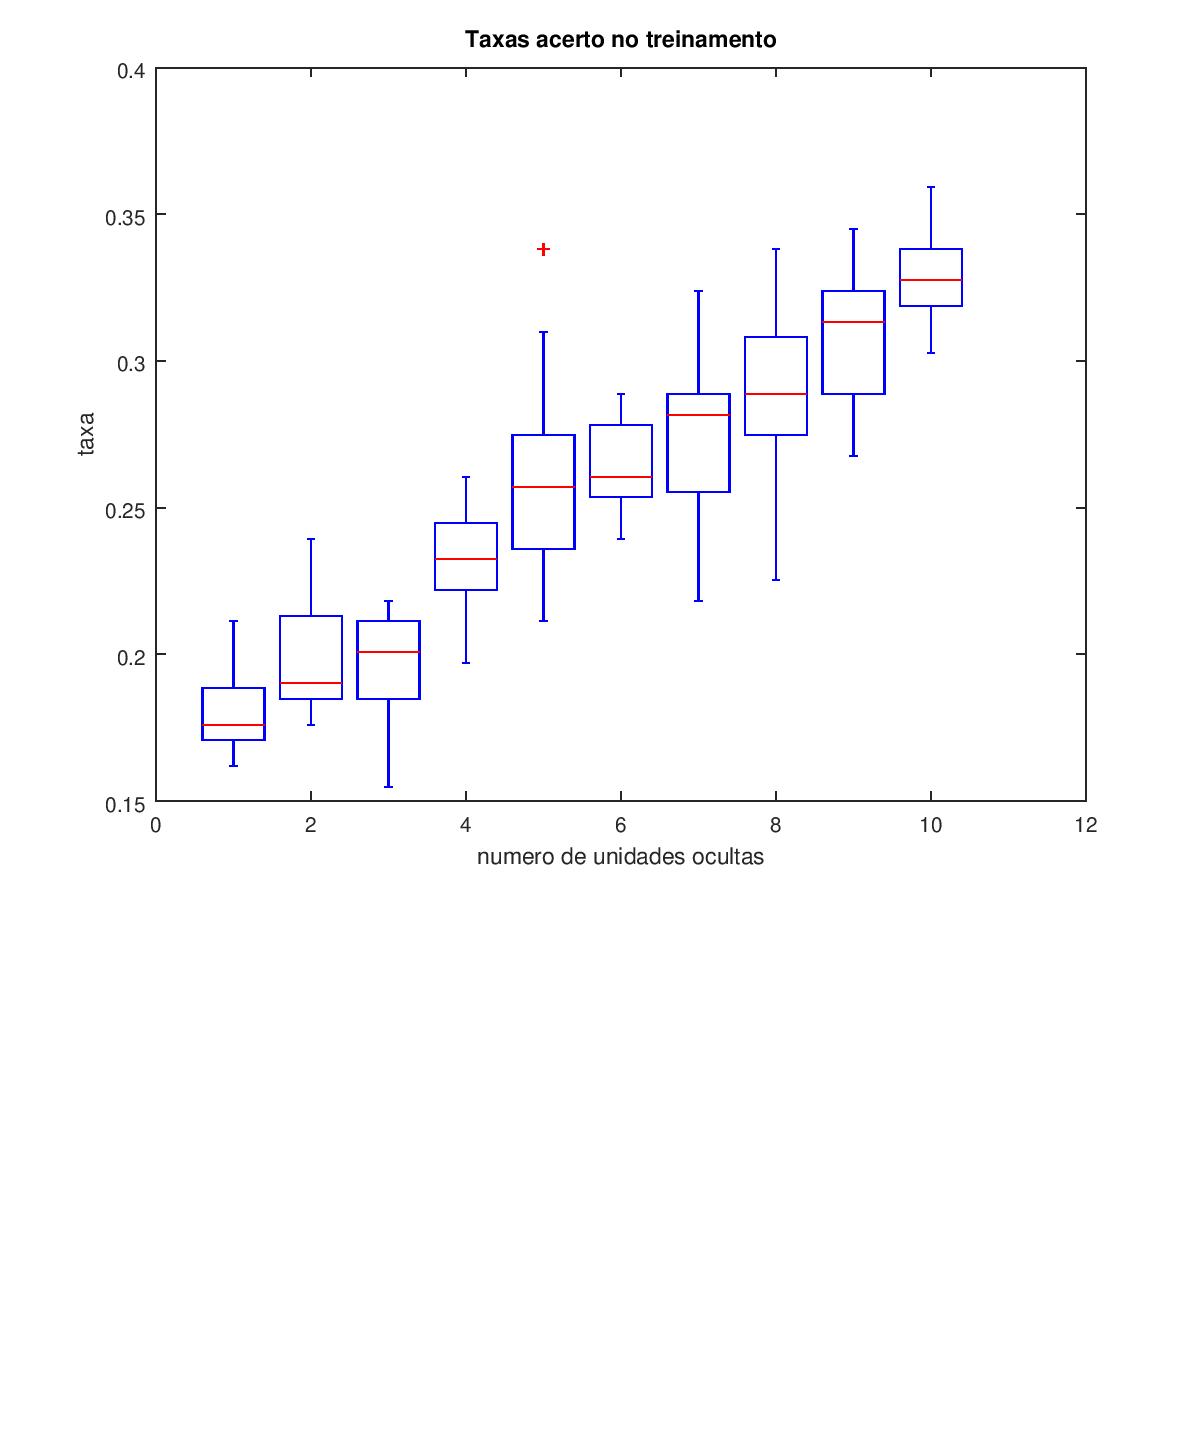 Taxas acerto no treinamento
0.4
0.35
0.3
0.25
0.2
0.15
taxa
0 2 4 6 8 10 12
numero de unidades ocultas